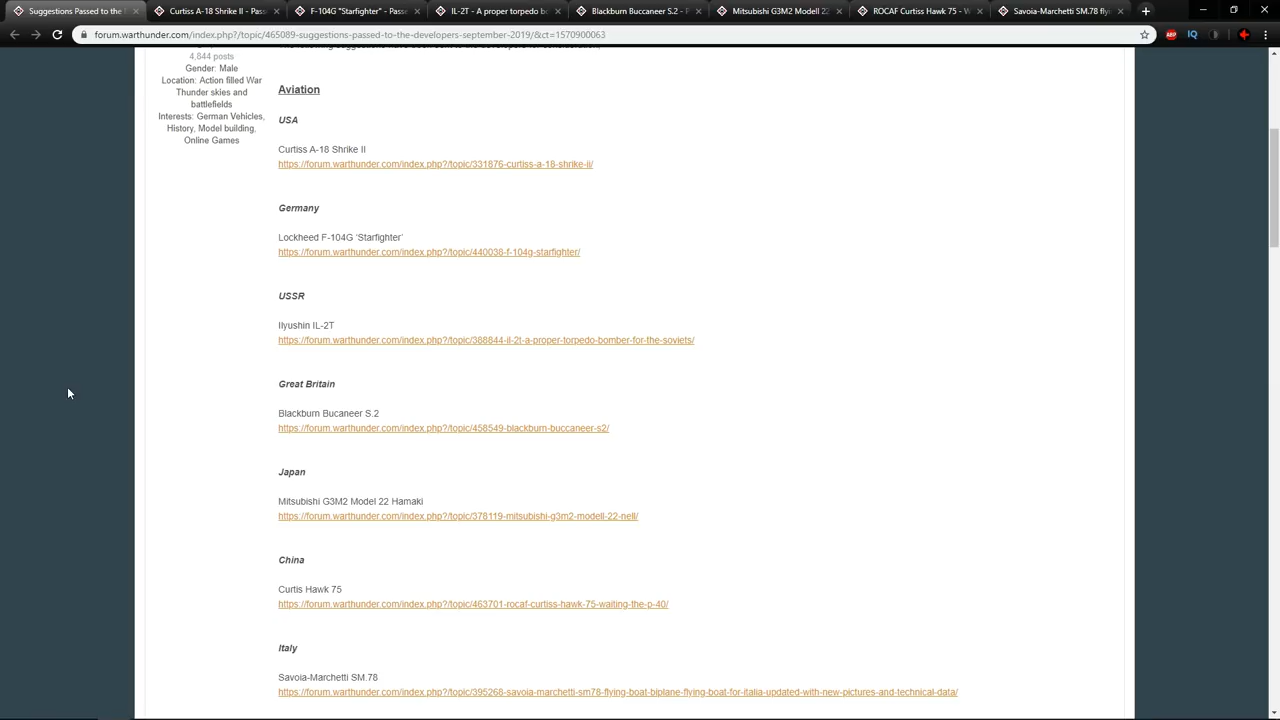 Suggestions Passed to
Curtiss A-18 Shrike II - W
F-104G "Starfighter" - M
IL-2T - A proper torpedo b
Blackburn Buccaneer S.2 - P
Mitsubishi G3M2 Modell 22
ROCAF Curtiss Hawk 75 - W
Savoia-Marchetti SM.78 flyi
forum.warthunder.com/index.php?/topic/465089-suggestions-passed-to-the-developers-september-2019/&ct=1570900063
4,844 posts
Gender: Male
Location: Action filled War
Thunder skies and
battlefields
Interests: German Vehicles,
History, Model building,
Online Games
Aviation
USA
Curtiss A-18 Shrike II
https://forum.warthunder.com/index.php?/topic/331876-curtiss-a-18-shrike-ii/
Germany
Lockheed F-104G ‘Starfighter’
https://forum.warthunder.com/index.php?/topic/440038-f-104g-starfighter/
USSR
Ilyushin IL-2T
https://forum.warthunder.com/index.php?/topic/388844-il-2t-a-proper-torpedo-bomber-for-the-soviets/
Great Britain
Blackburn Bucaneer S.2
https://forum.warthunder.com/index.php?/topic/458549-blackburn-buccaneer-s2/
Japan
Mitsubishi G3M2 Model 22 Hamaki
https://forum.warthunder.com/index.php?/topic/378119-mitsubishi-g3m2-modell-22-nell/
China
Curtis Hawk 75
https://forum.warthunder.com/index.php?/topic/463701-rocaf-curtiss-hawk-75-waiting-the-p-40/
Italy
Savoia-Marchetti SM.78
https://forum.warthunder.com/index.php?/topic/395268-savoia-marchetti-sm78-flying-boat-biplane-flying-boat-for-italia-updated-with-new-pictures-and-technical-data/